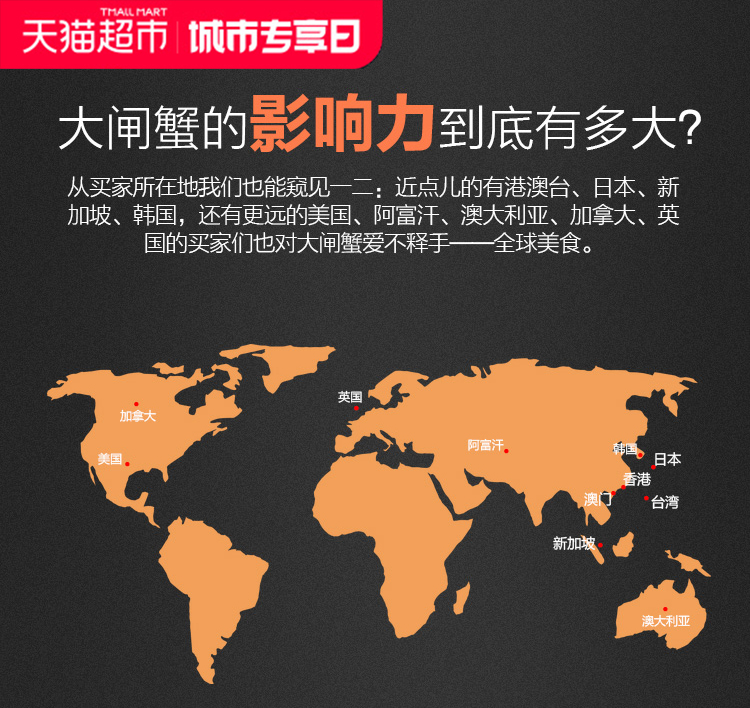 TMALL MART
天猫超市 | 城市专享日
大闸蟹的影响力到底有多大?
从买家所在地我们也能窥见一二：近点儿的有港澳台、日本、新
加坡、韩国，还有更远的美国、阿富汗、澳大利亚、加拿大、英
国的买家们也对大闸蟹爱不释手——全球美食。
英国
加拿大
美国
阿富汗
韩国
日本
香港
澳门
台湾
新加坡
澳大利亚